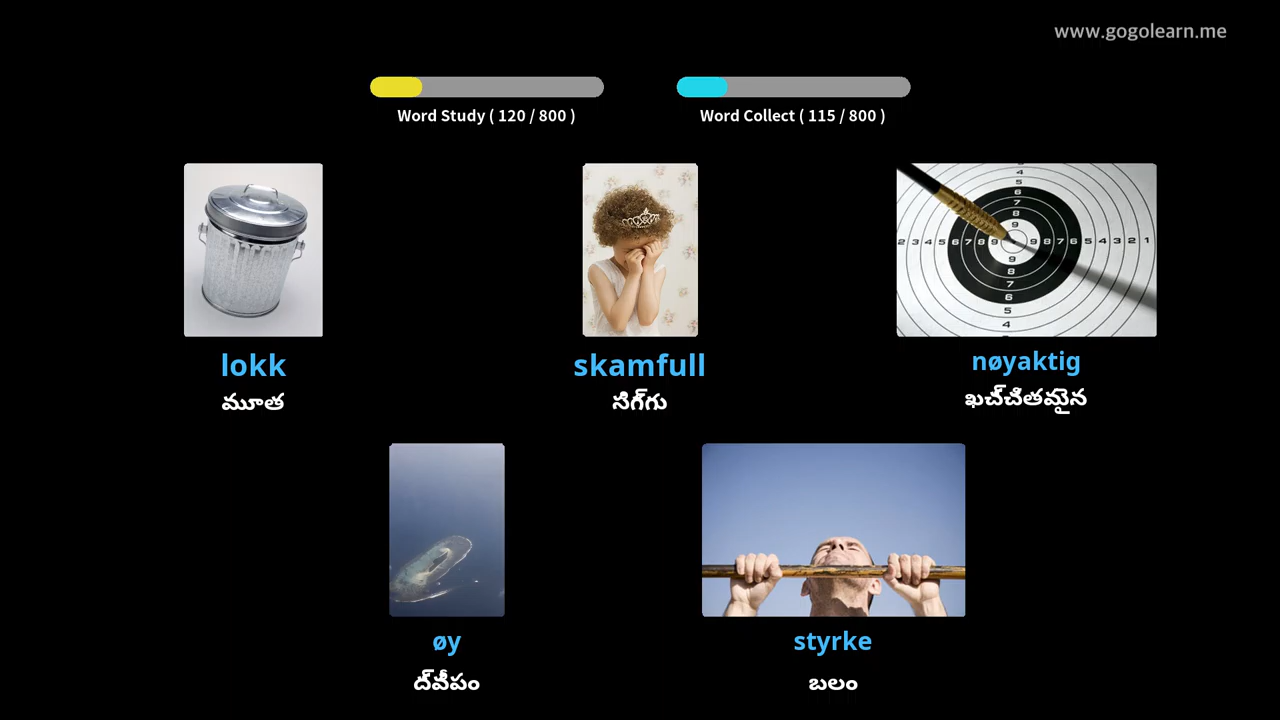 www.gogolearn.me
Word Study ( 120 / 800 )
Word Collect ( 115 / 800 )
lokk
మూత
skamfull
సిగ్గు
nøyaktig
ఖచ్చితమైన
øy
ద్వీపం
styrke
బలం